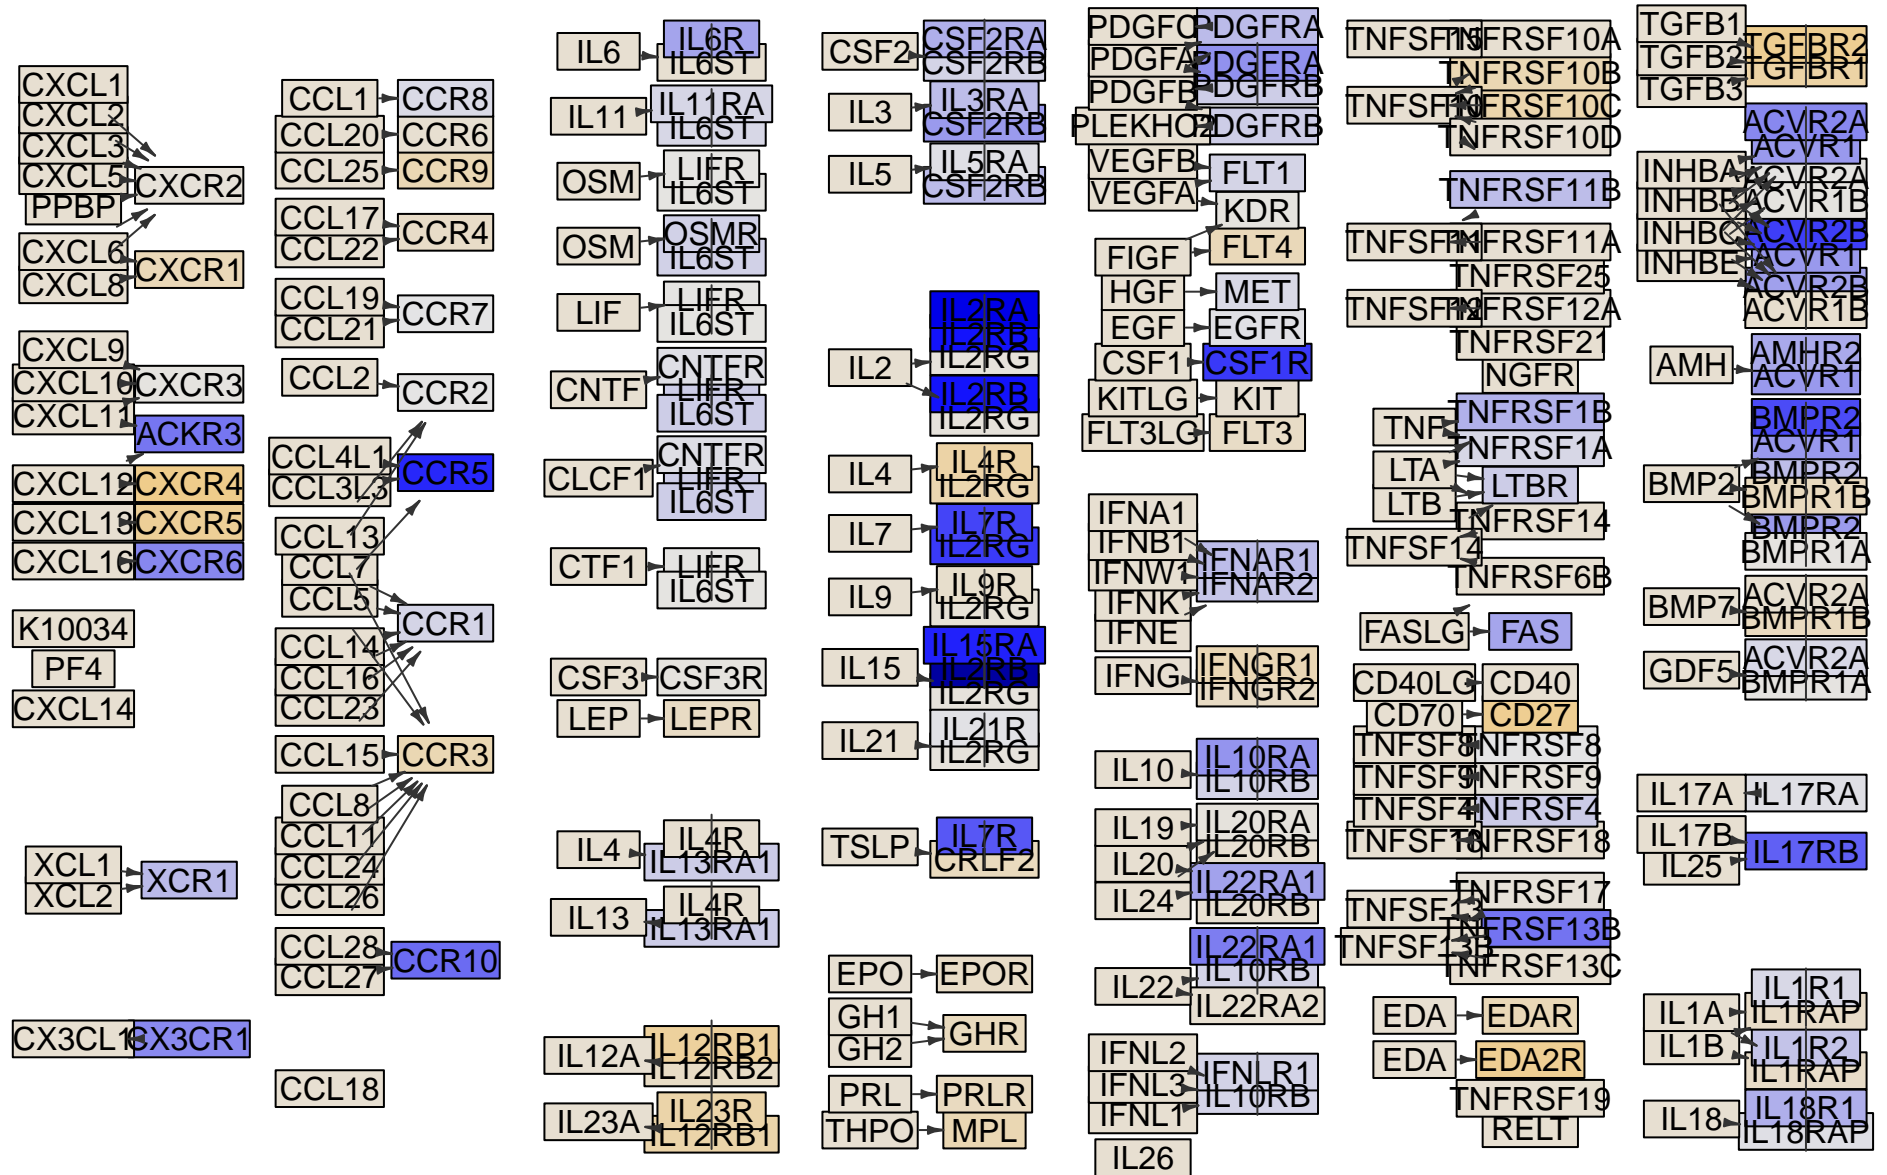 CXCL1
CXCL2
CXCL3
CXCL5
PPBP
CXCL6
CXCL8
CXCR2
CXCR1
CXCL9
CXCL10
CXCL11
CXCR3
ACKR3
CXCL12
CXCR4
CXCL13
CXCR5
CXCL16
CXCR6
K10034
PF4
CXCL14
XCL1
XCL2
XCR1
CX3CL1
CX3CR1
CCL1
CCR8
CCL20
CCR6
CCL25
CCR9
CCL17
CCL22
CCR4
CCL19
CCL21
CCR7
CCL2
CCR2
CCL4L1
CCL3L3
CCR5
CCL13
CCL7
CCL5
CCR1
CCL14
CCL16
CCL23
CCL15
CCR3
CCL8
CCL11
CCL24
CCL26
CCL28
CCL27
CCR10
CCL18
IL6
IL6R
IL6ST
IL11
IL11RA
IL6ST
OSM
LIFR
IL6ST
OSM
OSMR
IL6ST
LIF
LIFR
IL6ST
CNTF
CNTFR
LIFR
IL6ST
CLCF1
CNTFR
LIFR
IL6ST
CTF1
LIFR
IL6ST
CSF3
CSF3R
LEP
LEPR
IL4
IL4R
IL13RA1
IL13
IL4R
IL13RA1
IL12A
IL12RB1
IL12RB2
IL23A
IL23R
IL12RB1
CSF2
CSF2RA
CSF2RB
IL3
IL3RA
CSF2RB
IL5
IL5RA
CSF2RB
IL2
IL2RA
IL2RB
IL2RG
IL2RB
IL2RG
IL4
IL4R
IL2RG
IL7
IL7R
IL2RG
IL9
IL9R
IL2RG
IL15
IL15RA
IL2RB
IL2RG
IL21
IL21R
IL2RG
TSLP
IL7R
CRLF2
EPO
EPOR
GH1
GH2
GHR
PRL
PRLR
THPO
MPL
PDGFC
PDGFRA
PDGFA
PDGFRA
PDGFB
PDGFRB
PLEKHO2
PDGFRB
VEGFB
VEGFA
FLT1
KDR
FIGF
FLT4
HGF
MET
EGF
EGFR
CSF1
CSF1R
KITLG
KIT
FLT3LG
FLT3
IFNA1
IFNB1
IFNW1
IFNK
IFNE
IFNAR1
IFNAR2
IFNG
IFNGR1
IFNGR2
IL10
IL10RA
IL10RB
IL19
IL20
IL24
IL20RA
IL20RB
IL22RA1
IL20RB
IL22
IL22RA1
IL10RB
IL22RA2
IFNL2
IFNL3
IFNL1
IFNLR1
IL10RB
IL26
TNFSF15
TNFRSF10A
TNFRSF10B
TNFSF10
TNFRSF10C
TNFRSF10D
TNFRSF11B
TNFSF11
TNFRSF11A
TNFRSF25
TNFSF12
TNFRSF12A
TNFRSF21
NGFR
TNF
TNFRSF1B
TNFRSF1A
LTA
LTB
LTBR
TNFRSF14
TNFSF14
TNFRSF6B
FASLG
FAS
CD40LG
CD40
CD70
CD27
TNFSF8
TNFRSF8
TNFSF9
TNFRSF9
TNFSF4
TNFRSF4
TNFSF18
TNFRSF18
TNFRSF17
TNFSF13
TNFRSF13B
TNFSF13B
TNFRSF13C
EDA
EDAR
EDA
EDA2R
TNFRSF19
RELT
TGFB1
TGFB2
TGFB3
TGFBR2
TGFBR1
ACVR2A
ACVR1
INHBA
ACVR2A
INHBB
ACVR1B
INHBC
ACVR2B
INHBE
ACVR1
ACVR2B
ACVR1B
AMH
AMHR2
ACVR1
BMPR2
ACVR1
BMP2
BMPR2
BMPR1B
BMPR2
BMPR1A
BMP7
ACVR2A
BMPR1B
GDF5
ACVR2A
BMPR1A
IL17A
IL17RA
IL17B
IL25
IL17RB
IL1A
IL1B
IL1R1
IL1RAP
IL1R2
IL1RAP
IL18
IL18R1
IL18RAP